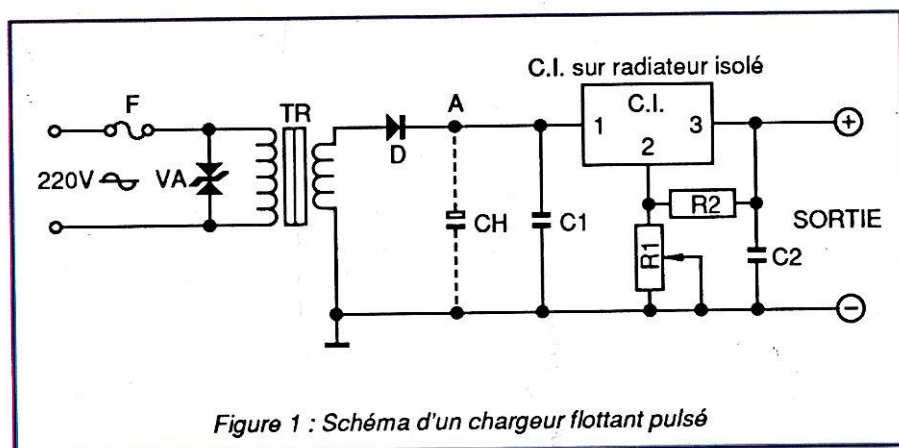 C.I. sur radiateur isolé
F
TR
A
C.I.
1
3
2
+
D
220V
VA
R2
CH
C1
SORTIE
R1
C2
−
Figure 1 : Schéma d'un chargeur flottant pulsé